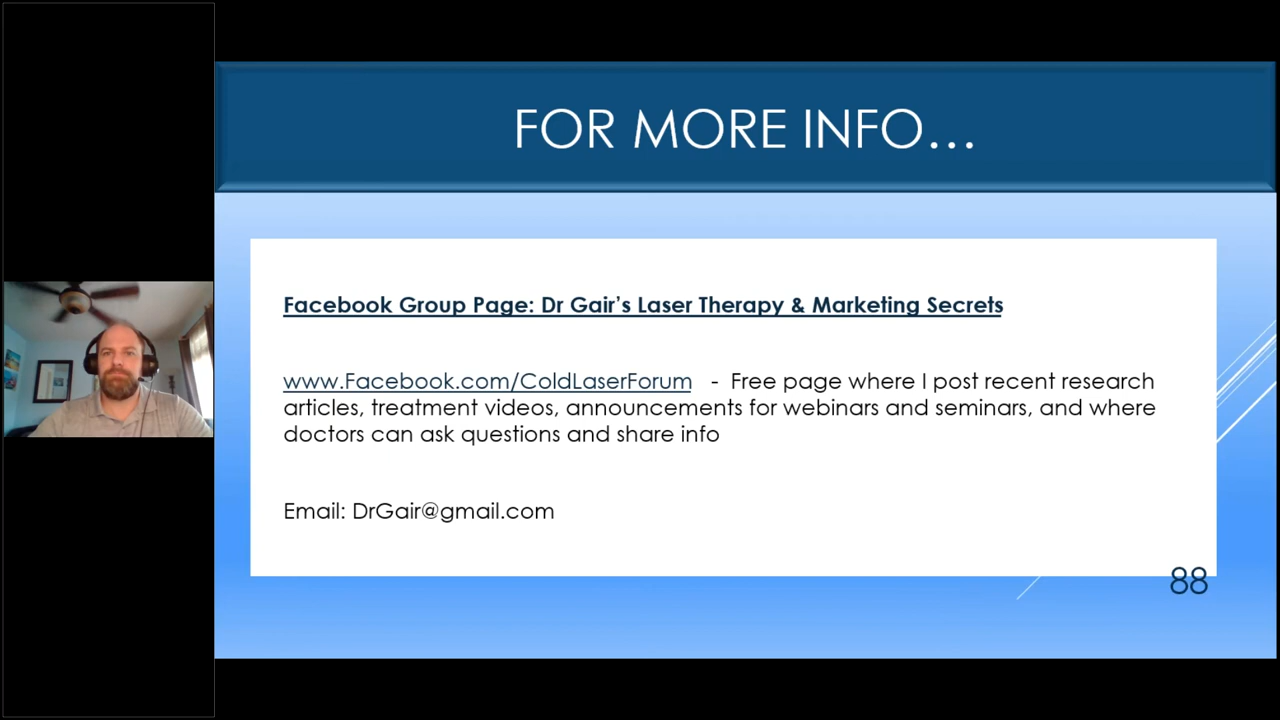 FOR MORE INFO...
Facebook Group Page: Dr Gair's Laser Therapy & Marketing Secrets
www.Facebook.com/ColdLaserForum - Free page where I post recent research
articles, treatment videos, announcements for webinars and seminars, and where
doctors can ask questions and share info
Email: DrGair@gmail.com
88